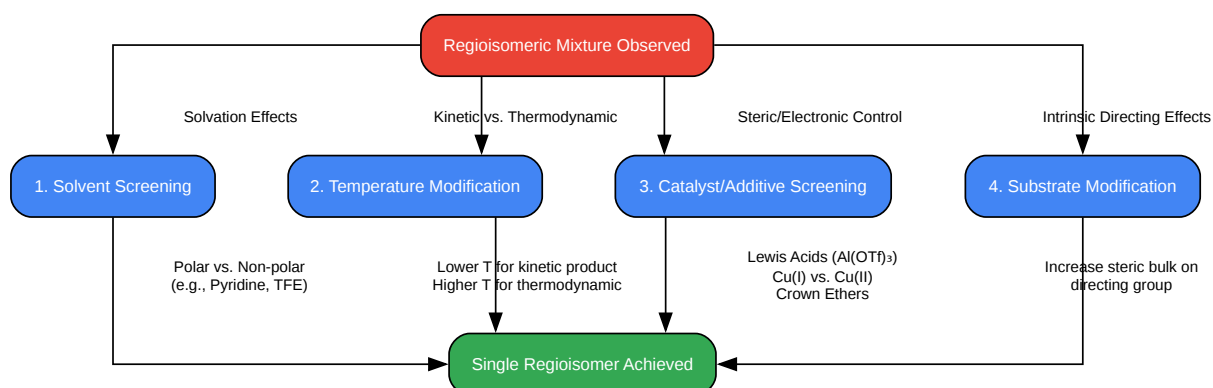 Regioisomeric Mixture Observed
Solvation Effects
Kinetic vs. Thermodynamic
Steric/Electronic Control
Intrinsic Directing Effects
1. Solvent Screening
2. Temperature Modification
3. Catalyst/Additive Screening
4. Substrate Modification
Polar vs. Non-polar
(e.g., Pyridine, TFE)
Lower T for kinetic product
Higher T for thermodynamic
Lewis Acids (Al(OTf)₃)
Cu(I) vs. Cu(II)
Crown Ethers
Increase steric bulk on
directing group
Single Regioisomer Achieved